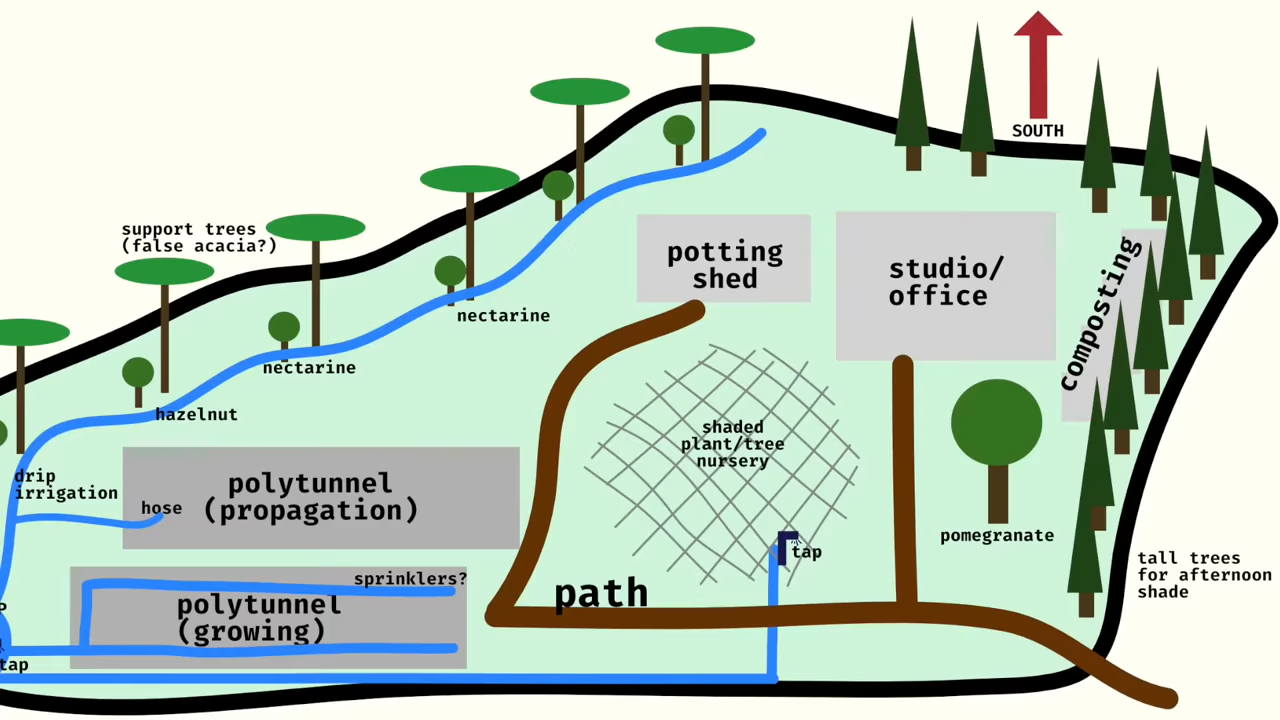 SOUTH
support trees
(false acacia?)
potting
shed
studio/
office
composting
nectarine
nectarine
hazelnut
shaded
plant/tree
nursery
drip
irrigation
hose
polytunnel
(propagation)
pomegranate
tap
tall trees
for afternoon
shade
sprinklers?
path
polytunnel
(growing)
tap